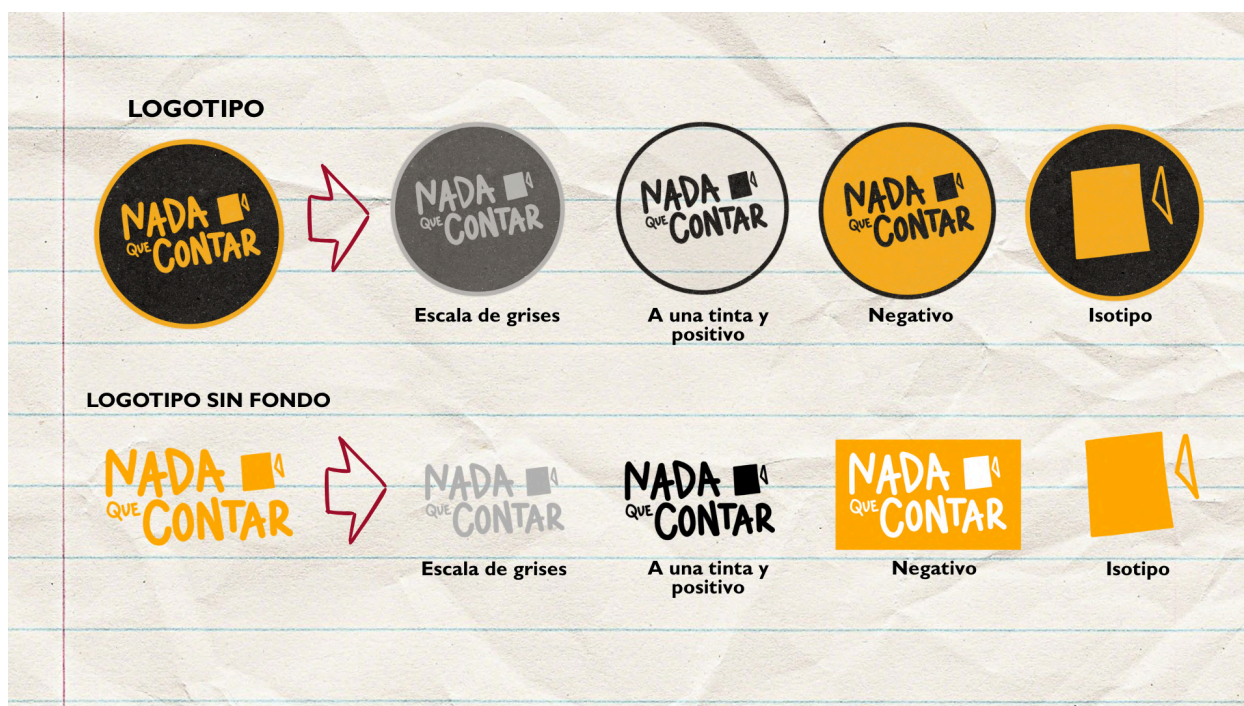 LOGOTIPO
NADA
QUE CONTAR
NADA
QUE CONTAR
NADA
QUE CONTAR
NADA
QUE CONTAR
Escala de grises
A una tinta y
positivo
Negativo
Isotipo
LOGOTIPO SIN FONDO
NADA
QUE CONTAR
NADA
QUE CONTAR
NADA
QUE CONTAR
NADA
QUE CONTAR
Escala de grises
A una tinta y
positivo
Negativo
Isotipo